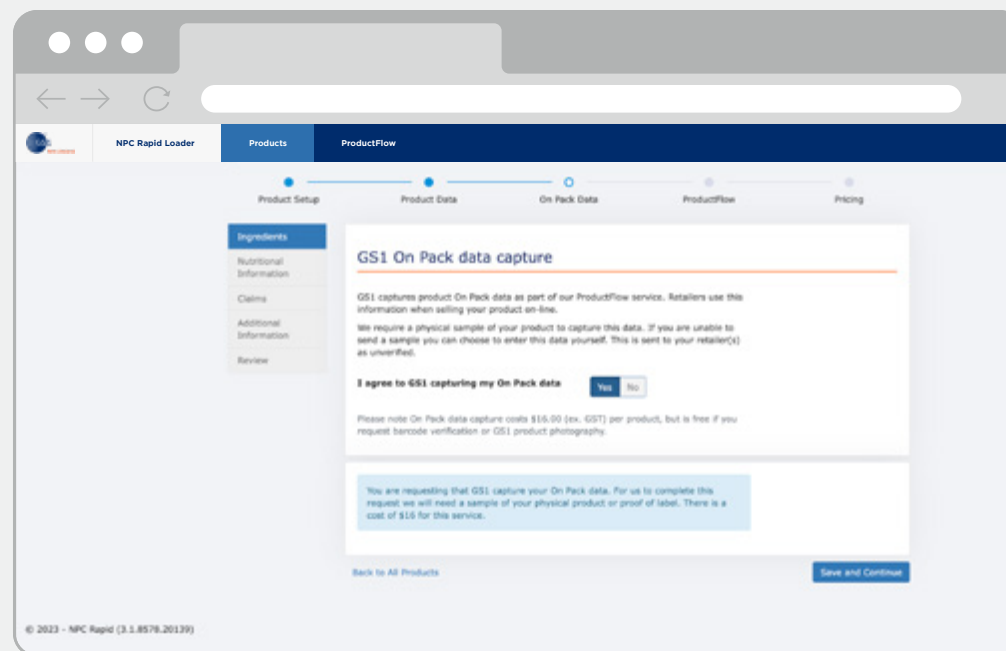 NPC Rapid Loader Products ProductFlow
Product Setup Product Data On Pack Data ProductFlow Pricing
Ingredients
Nutritional
Information
Claims
Additional
Information
Review
GS1 On Pack data capture
GS1 captures product On Pack data as part of our ProductFlow service. Retailers use this
information when selling your product on-line.
We require a physical sample of your product to capture this data. If you are unable to
send a sample you can choose to enter this data yourself. This is sent to your retailer(s)
as unverified.
I agree to GS1 capturing my On Pack data Yes No
Please note On Pack data capture costs $16.00 (ex. GST) per product, but is free if you
request barcode verification or GS1 product photography.
You are requesting that GS1 capture your On Pack data. For us to complete this
request we will need a sample of your physical product or proof of label. There is a
cost of $16 for this service.
Back to All Products Save and Continue
© 2023 - NPC Rapid (3.1.8578.20139)